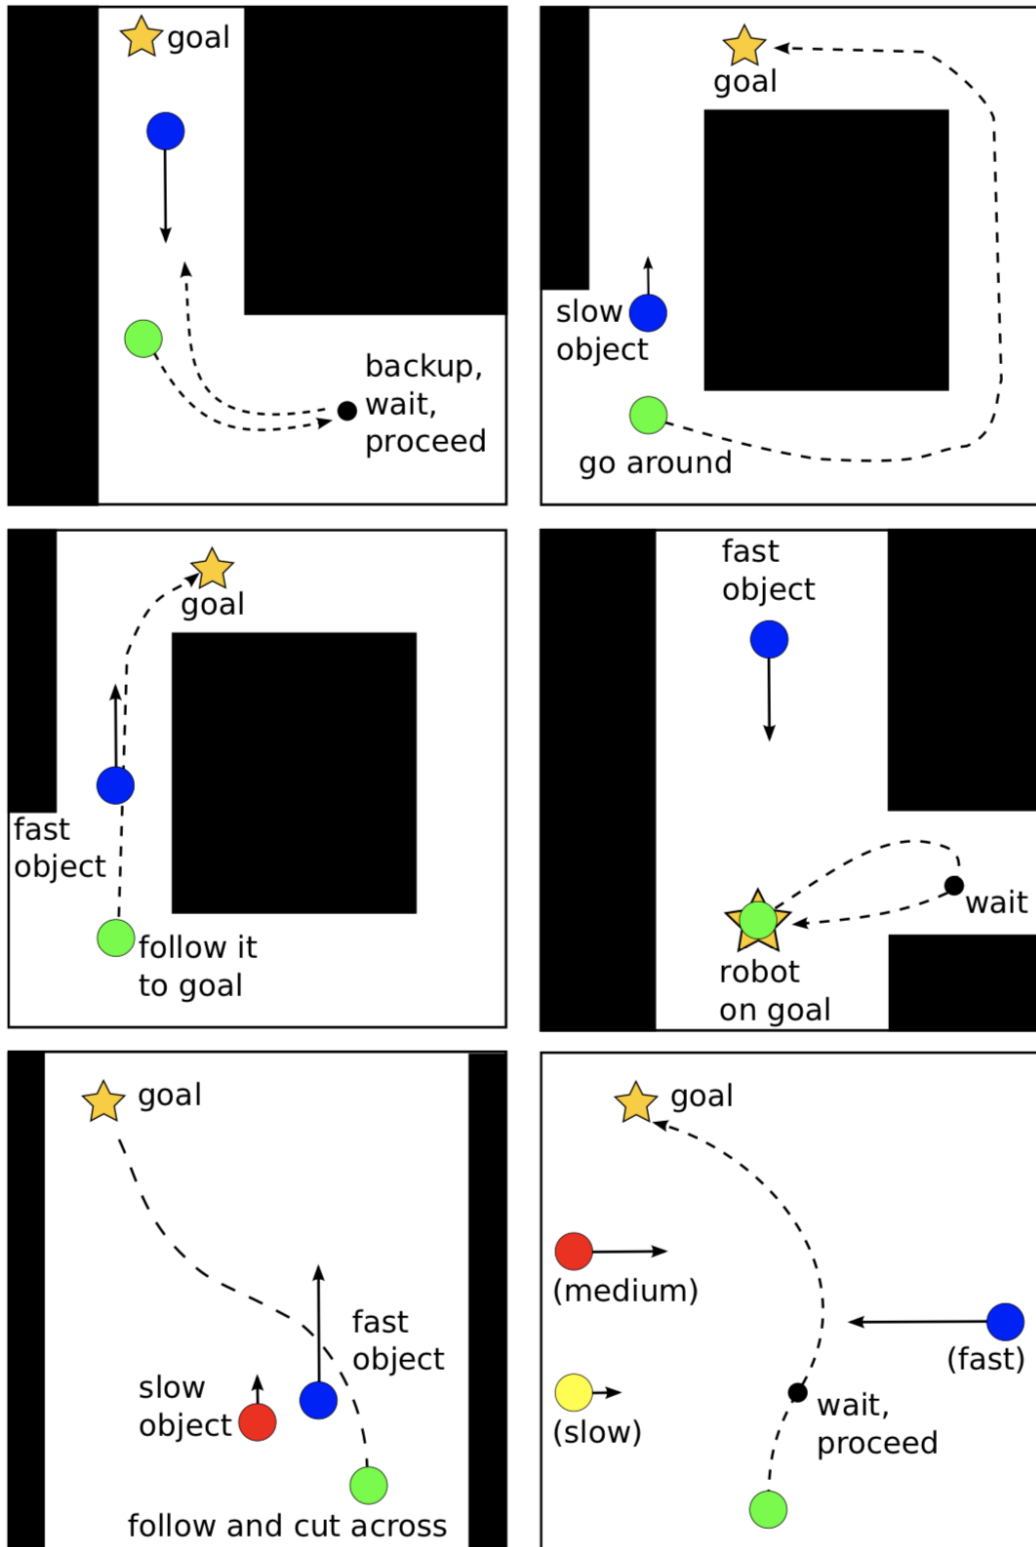 goal
backup,
wait,
proceed
goal
slow
object
go around
goal
fast
object
follow it
to goal
fast
object
wait
robot
on goal
goal
fast
object
slow
object
follow and cut across
goal
(medium)
(fast)
(slow)
wait,
proceed